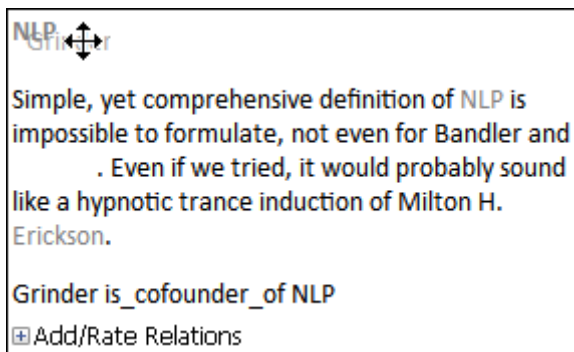 NLP
Grinder
Simple, yet comprehensive definition of NLP is
impossible to formulate, not even for Bandler and
. Even if we tried, it would probably sound
like a hypnotic trance induction of Milton H.
Erickson.
Grinder is_cofounder_of NLP
Add/Rate Relations